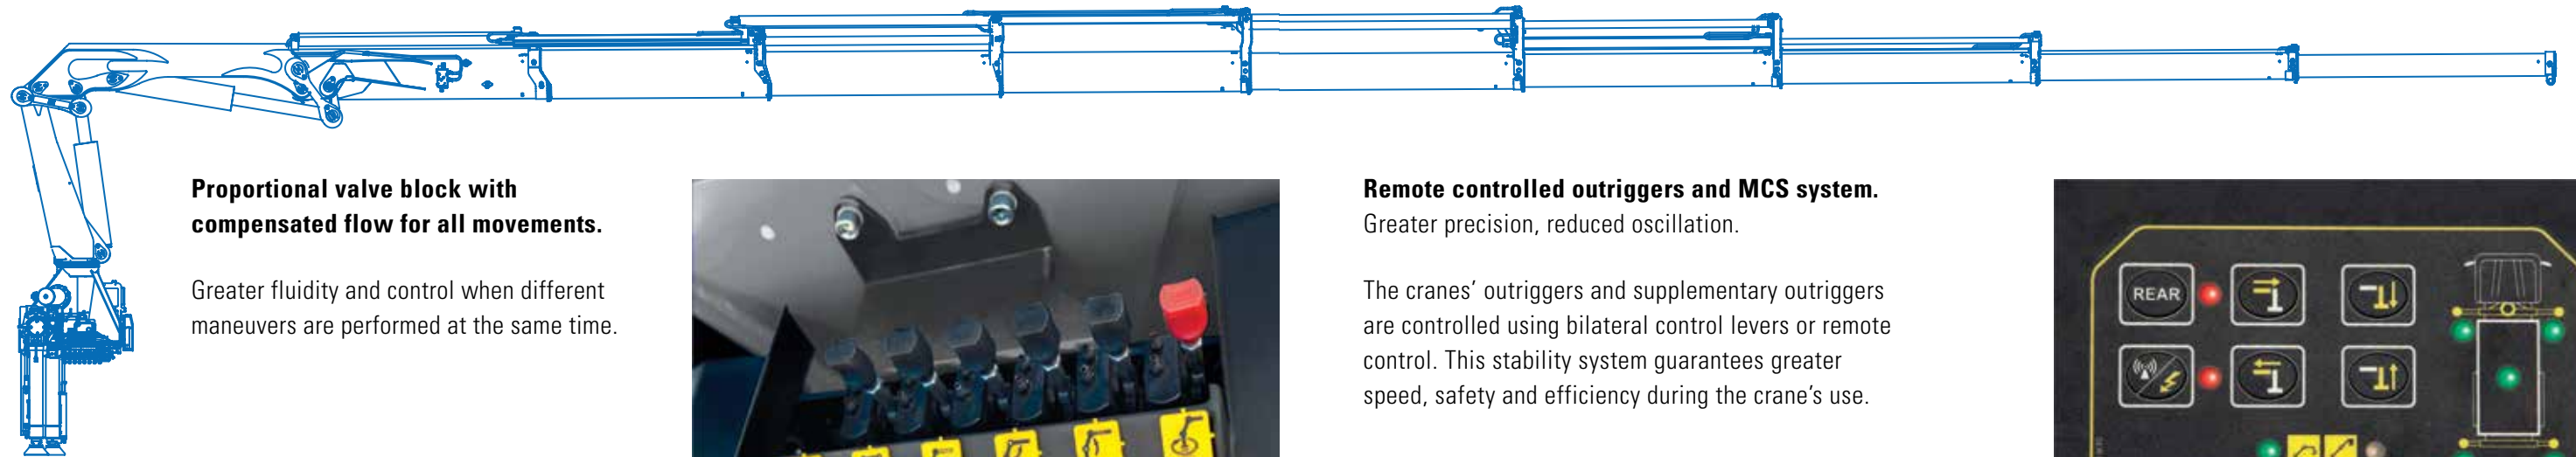 Proportional valve block with
compensated flow for all movements.
Greater fluidity and control when different
maneuvers are performed at the same time.
Remote controlled outriggers and MCS system.
Greater precision, reduced oscillation.
The cranes’ outriggers and supplementary outriggers
are controlled using bilateral control levers or remote
control. This stability system guarantees greater
speed, safety and efficiency during the crane’s use.
REAR